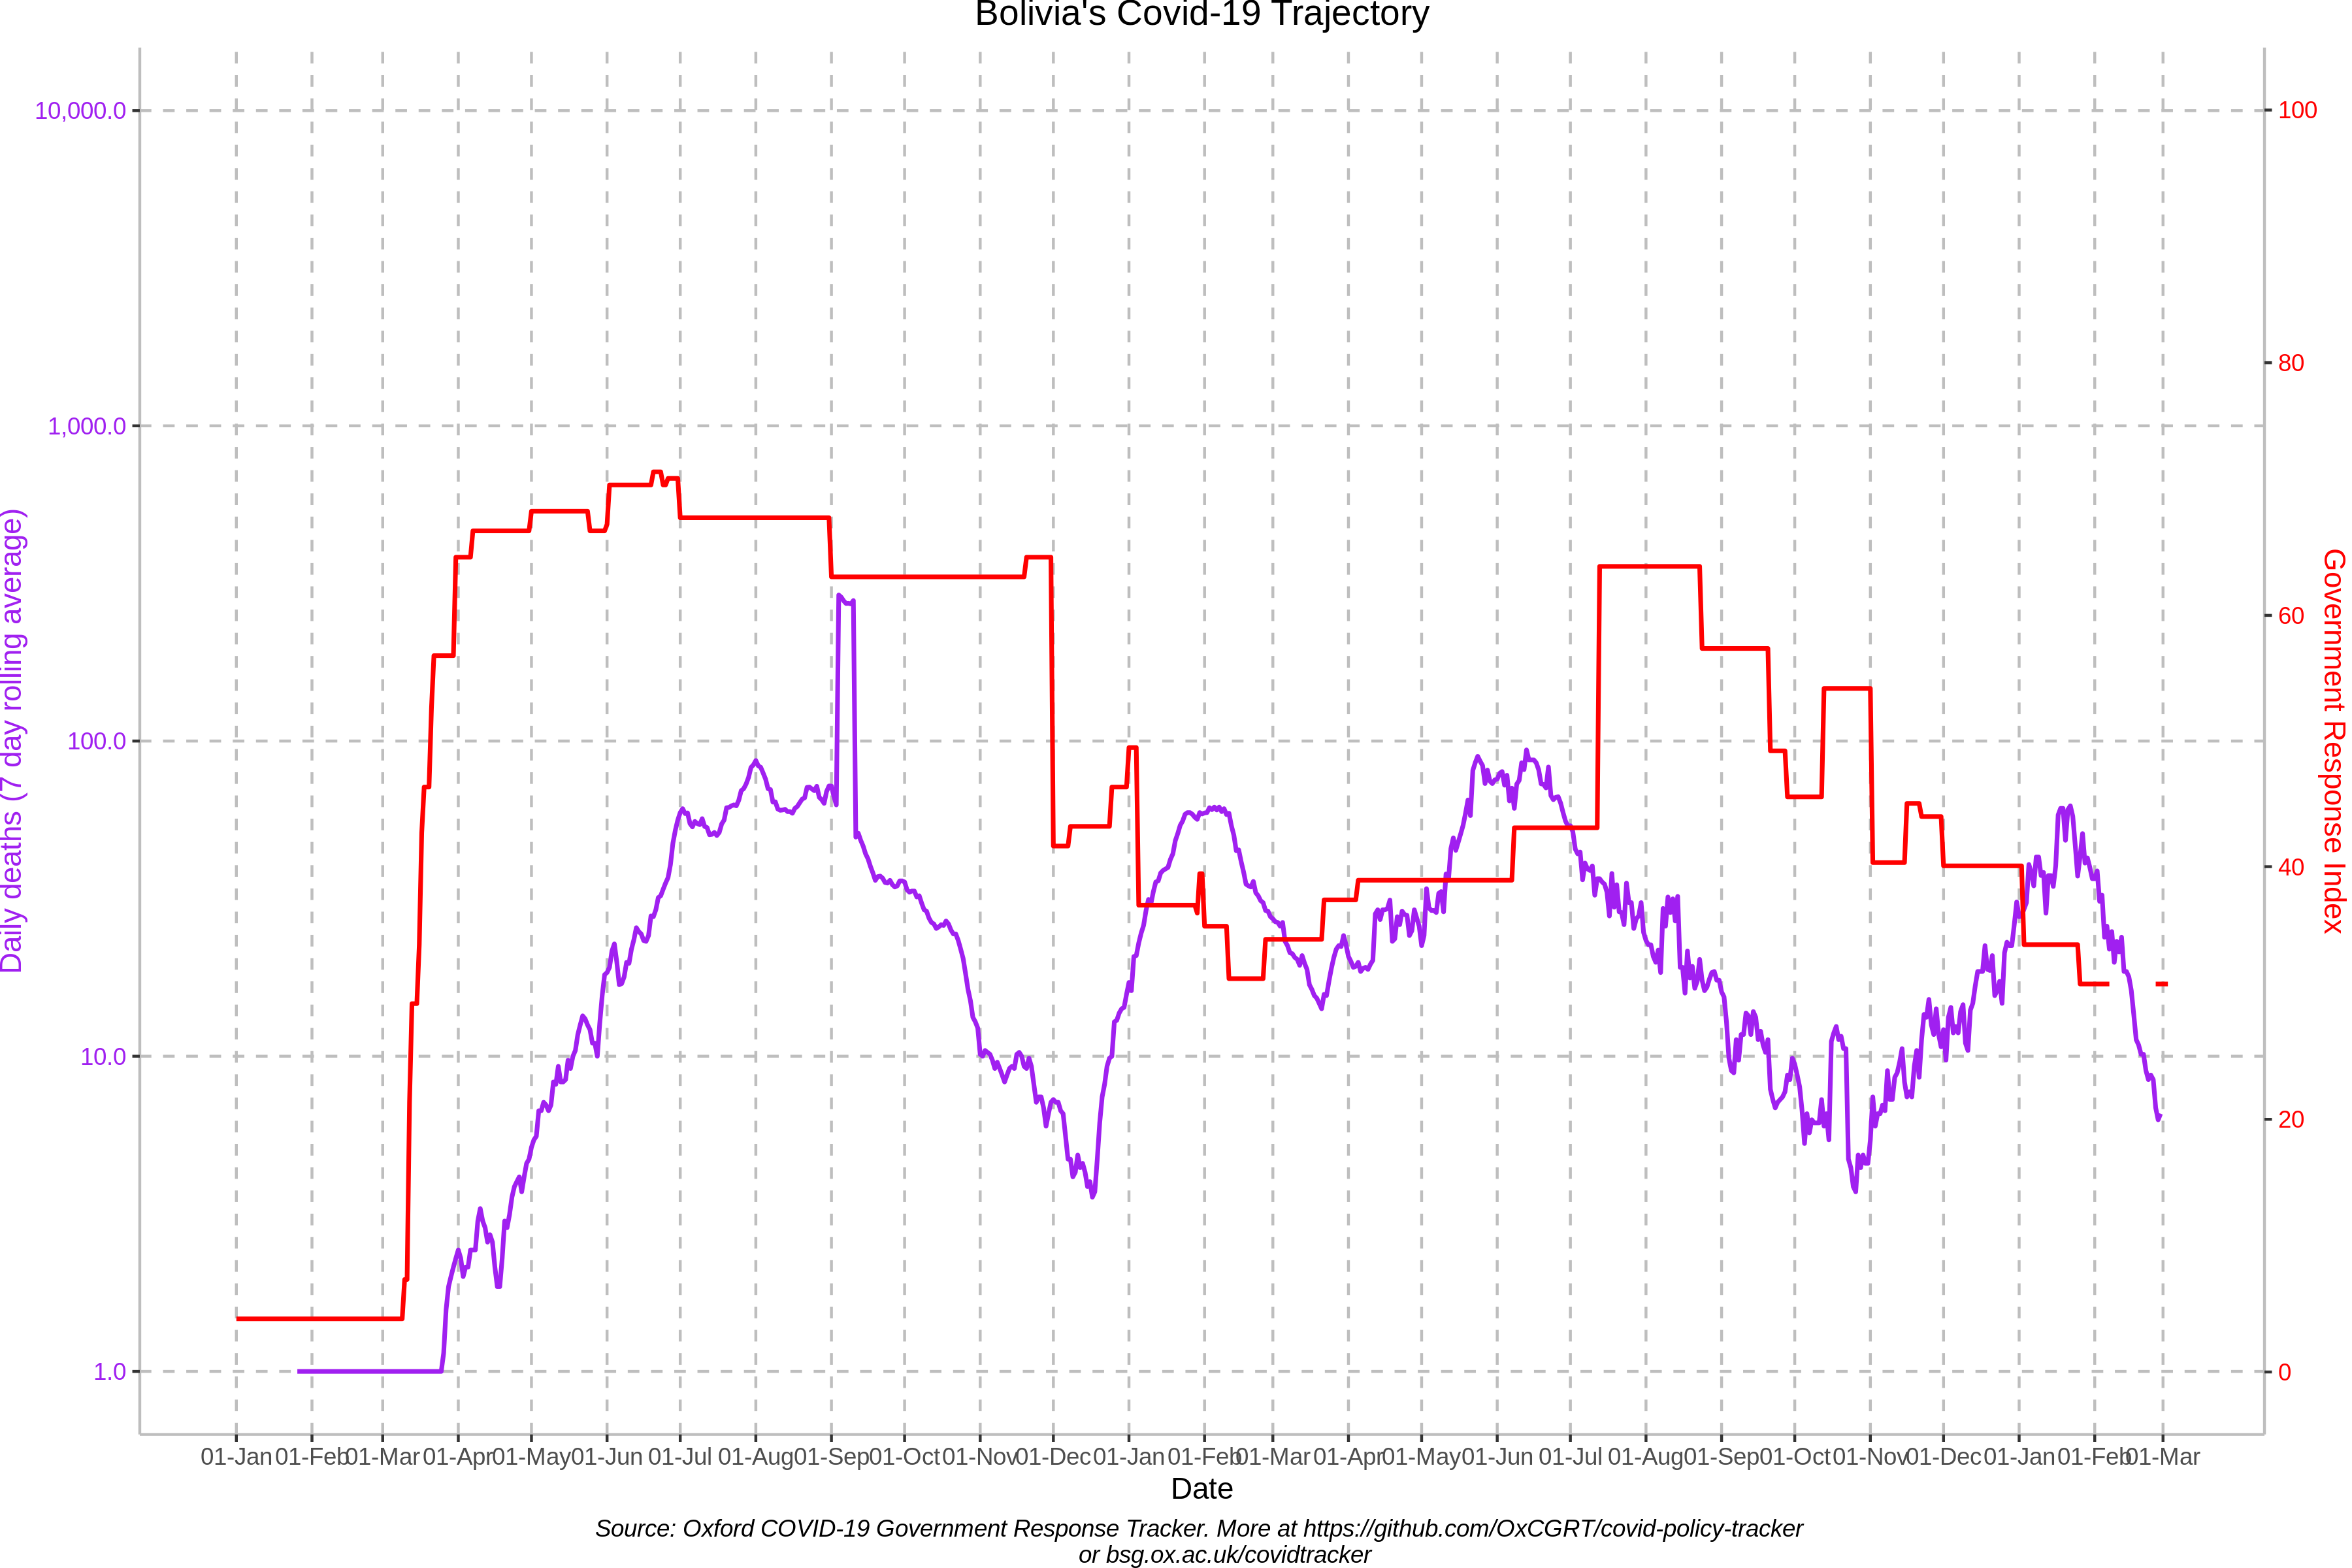 Bolivia's Covid-19 Trajectory
10,000.0
1,000.0
100.0
10.0
1.0
Daily deaths (7 day rolling average)
100
80
60
40
20
0
Government Response Index
01-Jan 01-Feb 01-Mar 01-Apr 01-May 01-Jun 01-Jul 01-Aug 01-Sep 01-Oct 01-Nov 01-Dec 01-Jan 01-Feb 01-Mar 01-Apr 01-May 01-Jun 01-Jul 01-Aug 01-Sep 01-Oct 01-Nov 01-Dec 01-Jan 01-Feb 01-Mar
Date
Source: Oxford COVID-19 Government Response Tracker. More at https://github.com/OxCGRT/covid-policy-tracker
or bsg.ox.ac.uk/covidtracker